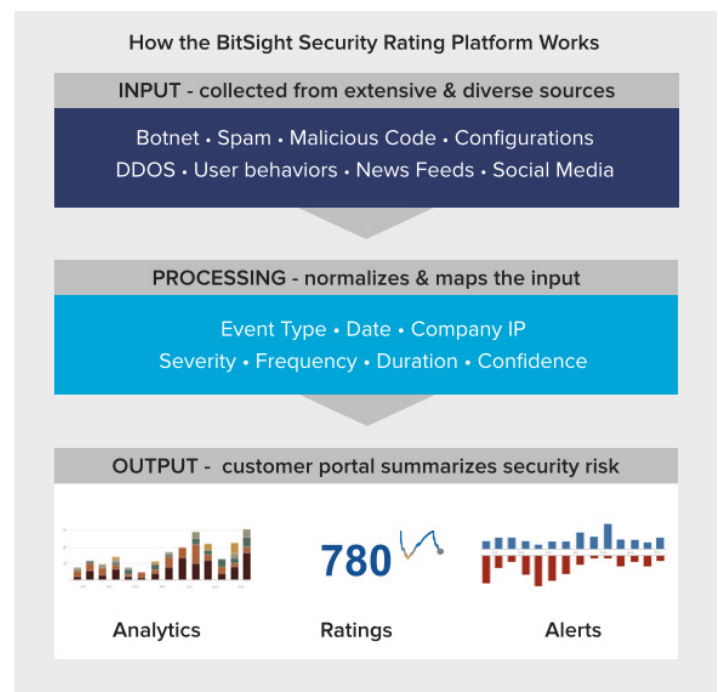 How the BitSight Security Rating Platform Works
INPUT - collected from extensive & diverse sources
Botnet • Spam • Malicious Code • Configurations
DDOS • User behaviors • News Feeds • Social Media
PROCESSING - normalizes & maps the input
Event Type • Date • Company IP
Severity • Frequency • Duration • Confidence
OUTPUT - customer portal summarizes security risk
780
Analytics
Ratings
Alerts